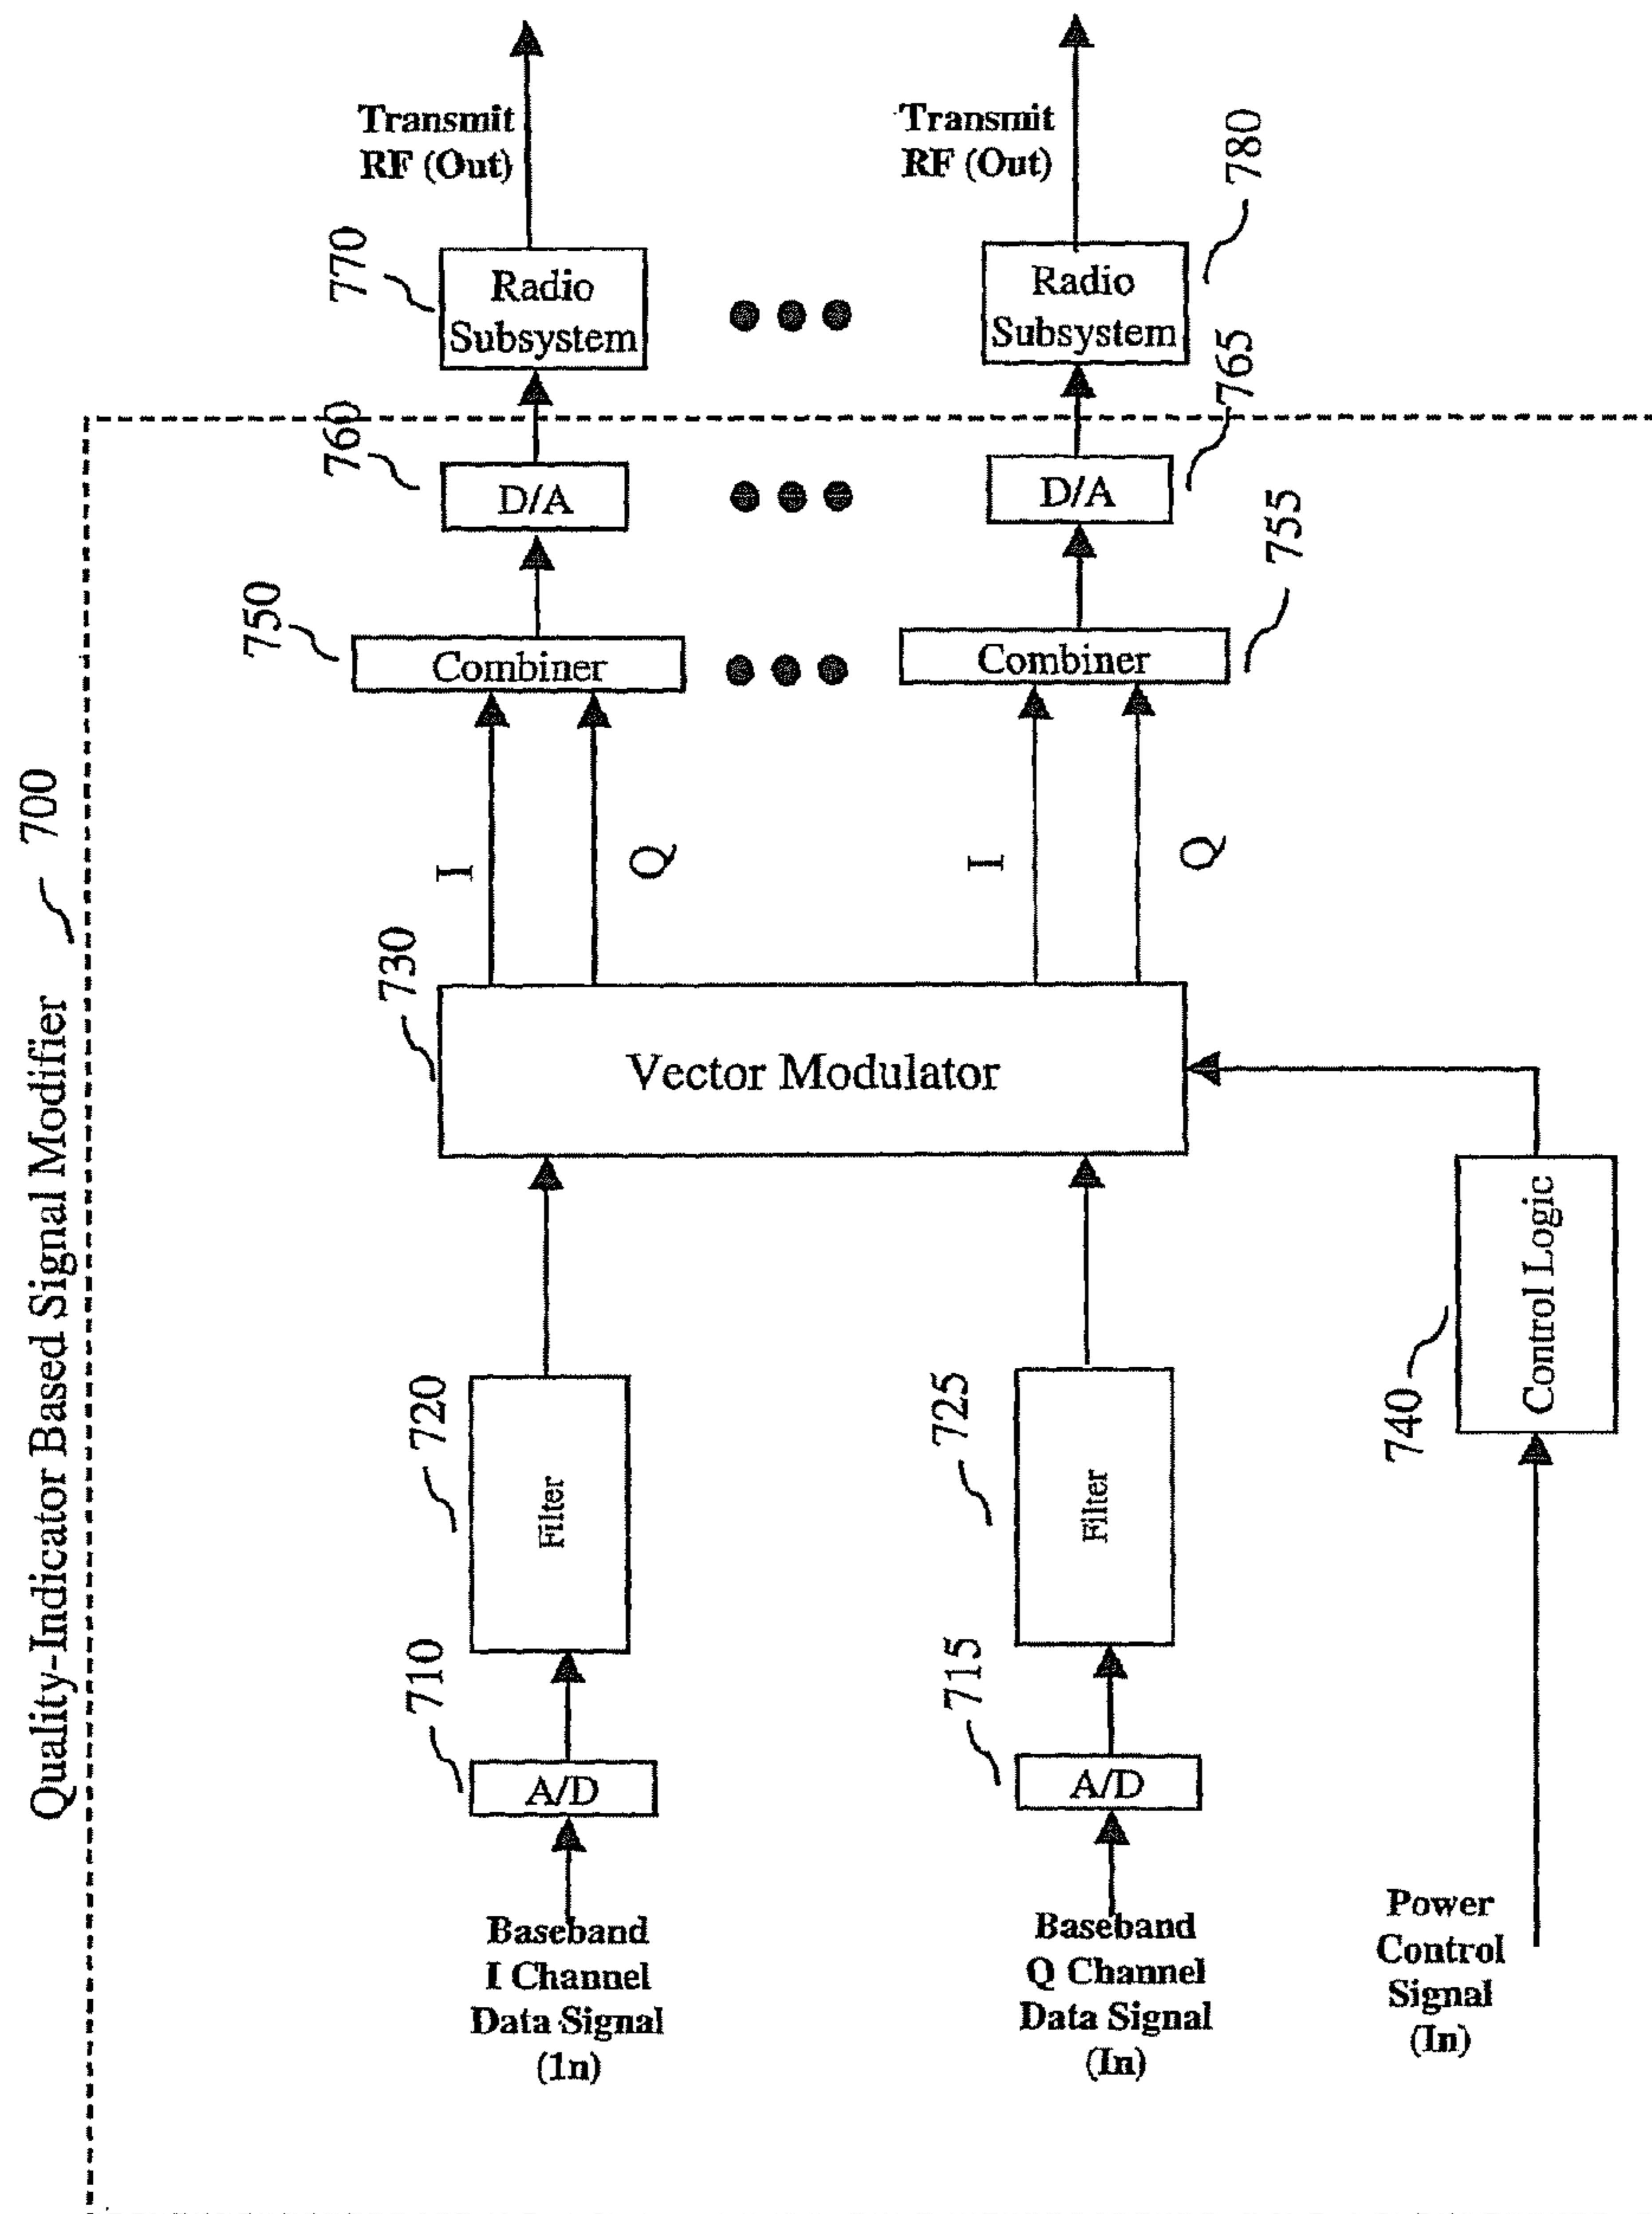 Quality-Indicator Based Signal Modifier
700
Transmit
RF (Out)
Transmit
RF (Out)
770
Radio
Subsystem
Radio
Subsystem
780
760
D/A
D/A
765
750
Combiner
Combiner
755
I
Q
I
Q
730
Vector Modulator
720
Filter
725
Filter
740
Control Logic
710
A/D
715
A/D
Baseband
I Channel
Data Signal
(1n)
Baseband
Q Channel
Data Signal
(In)
Power
Control
Signal
(In)